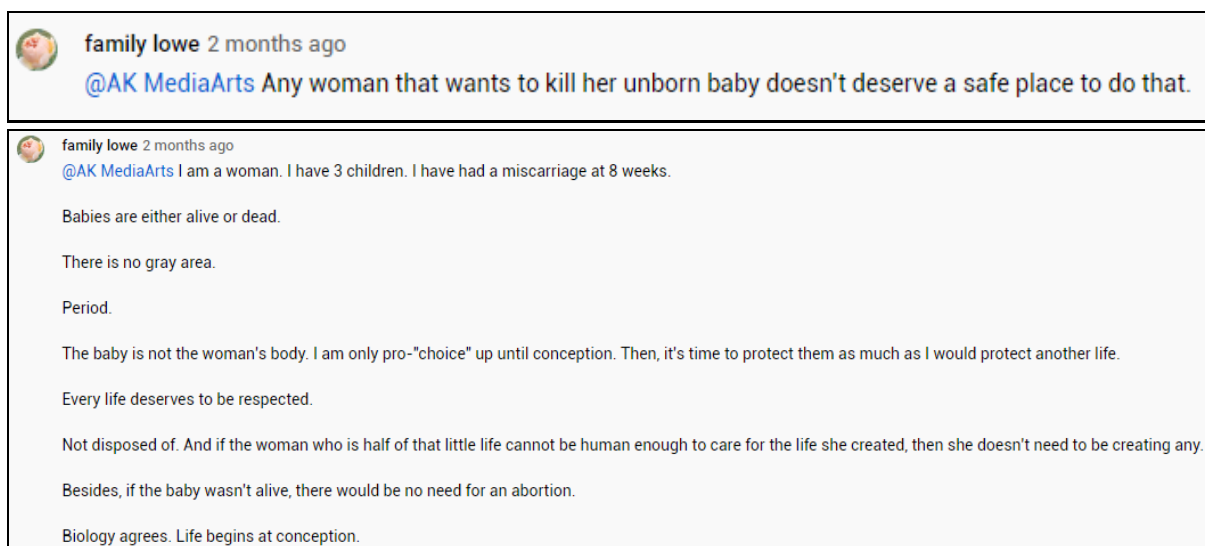 family lowe 2 months ago
@AK MediaArts Any woman that wants to kill her unborn baby doesn't deserve a safe place to do that.
family lowe 2 months ago
@AK MediaArts I am a woman. I have 3 children. I have had a miscarriage at 8 weeks.
Babies are either alive or dead.
There is no gray area.
Period.
The baby is not the woman's body. I am only pro-"choice" up until conception. Then, it's time to protect them as much as I would protect another life.
Every life deserves to be respected.
Not disposed of. And if the woman who is half of that little life cannot be human enough to care for the life she created, then she doesn't need to be creating any.
Besides, if the baby wasn't alive, there would be no need for an abortion.
Biology agrees. Life begins at conception.